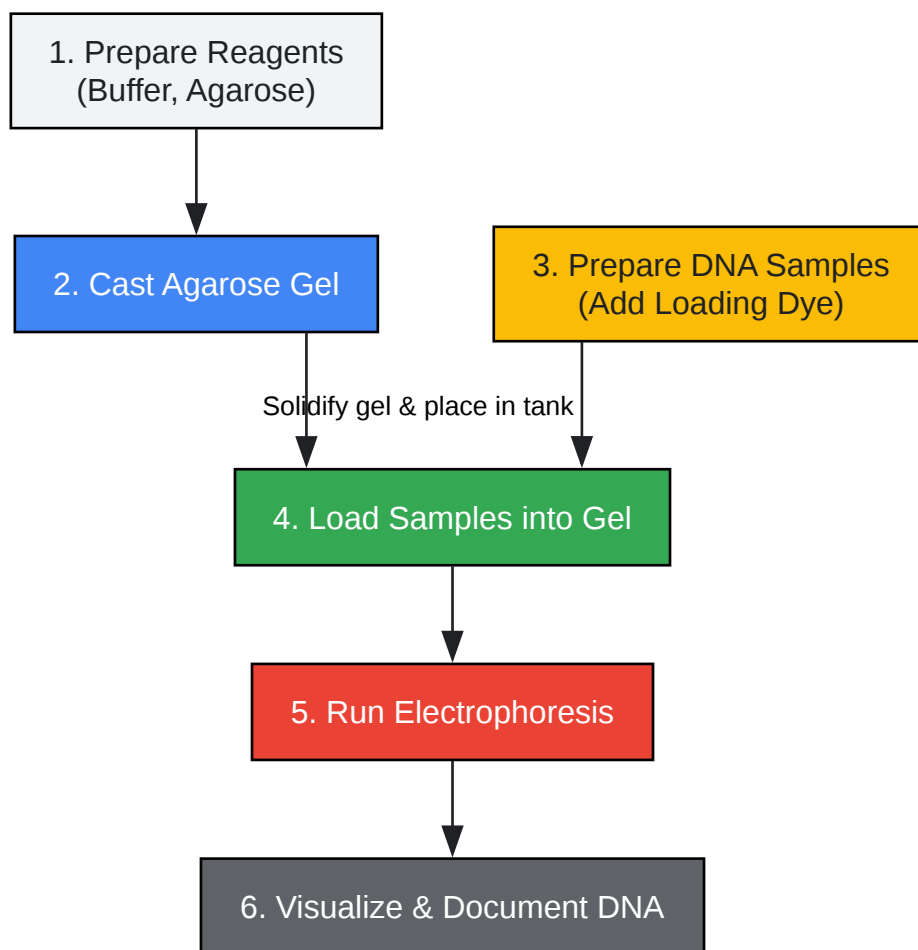 1. Prepare Reagents
(Buffer, Agarose)
2. Cast Agarose Gel
3. Prepare DNA Samples
(Add Loading Dye)
Solidify gel & place in tank
4. Load Samples into Gel
5. Run Electrophoresis
6. Visualize & Document DNA